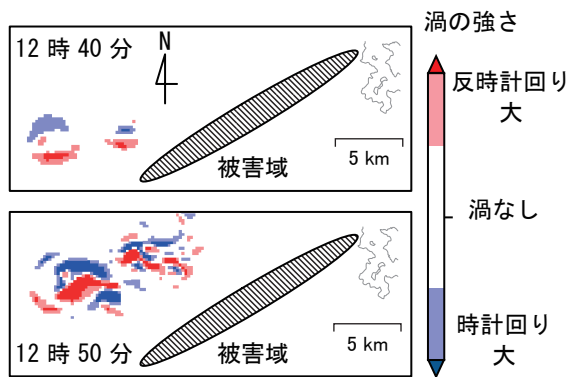 渦の強さ
12 時 40 分
N
被害域
5 km
反時計回り
大
渦なし
時計回り
大
12 時 50 分
被害域
5 km